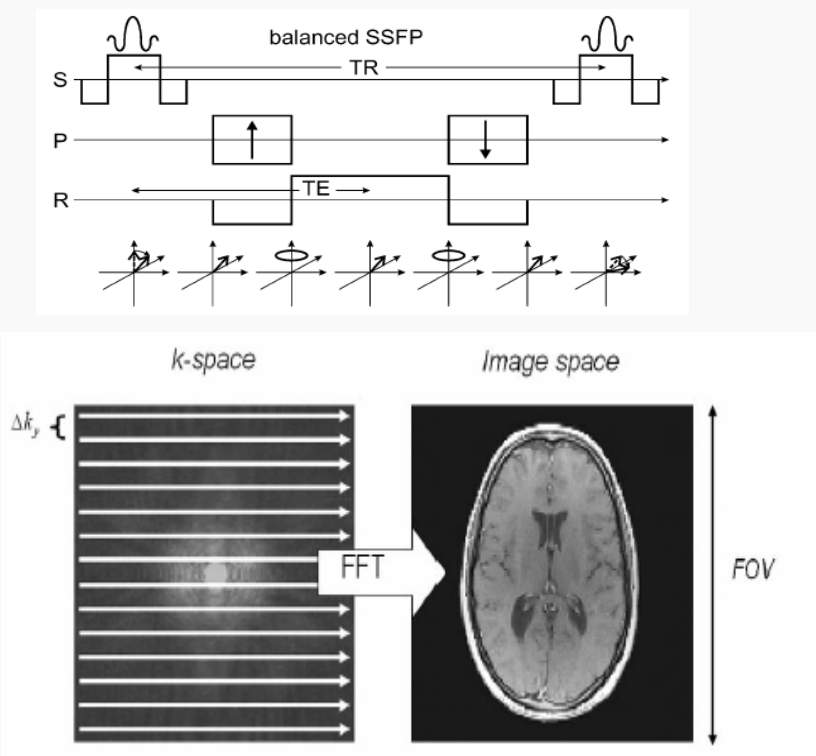 balanced SSFP
S
TR
P
R
TE
k-space
Image space
Δk_y
FFT
FOV